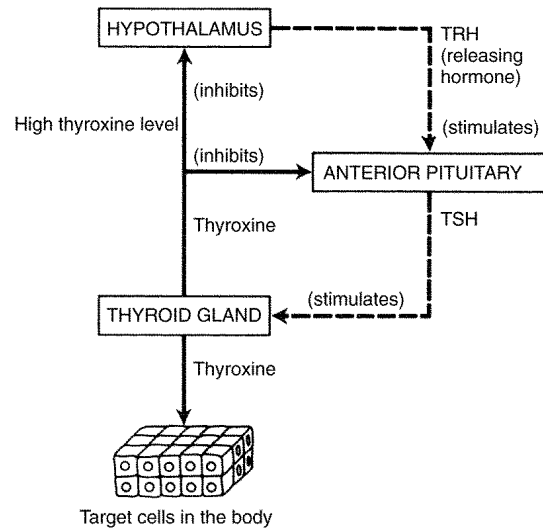 HYPOTHALAMUS
TRH
(releasing
hormone)
(inhibits)
High thyroxine level
(stimulates)
(inhibits)
ANTERIOR PITUITARY
Thyroxine
TSH
(stimulates)
THYROID GLAND
Thyroxine
Target cells in the body